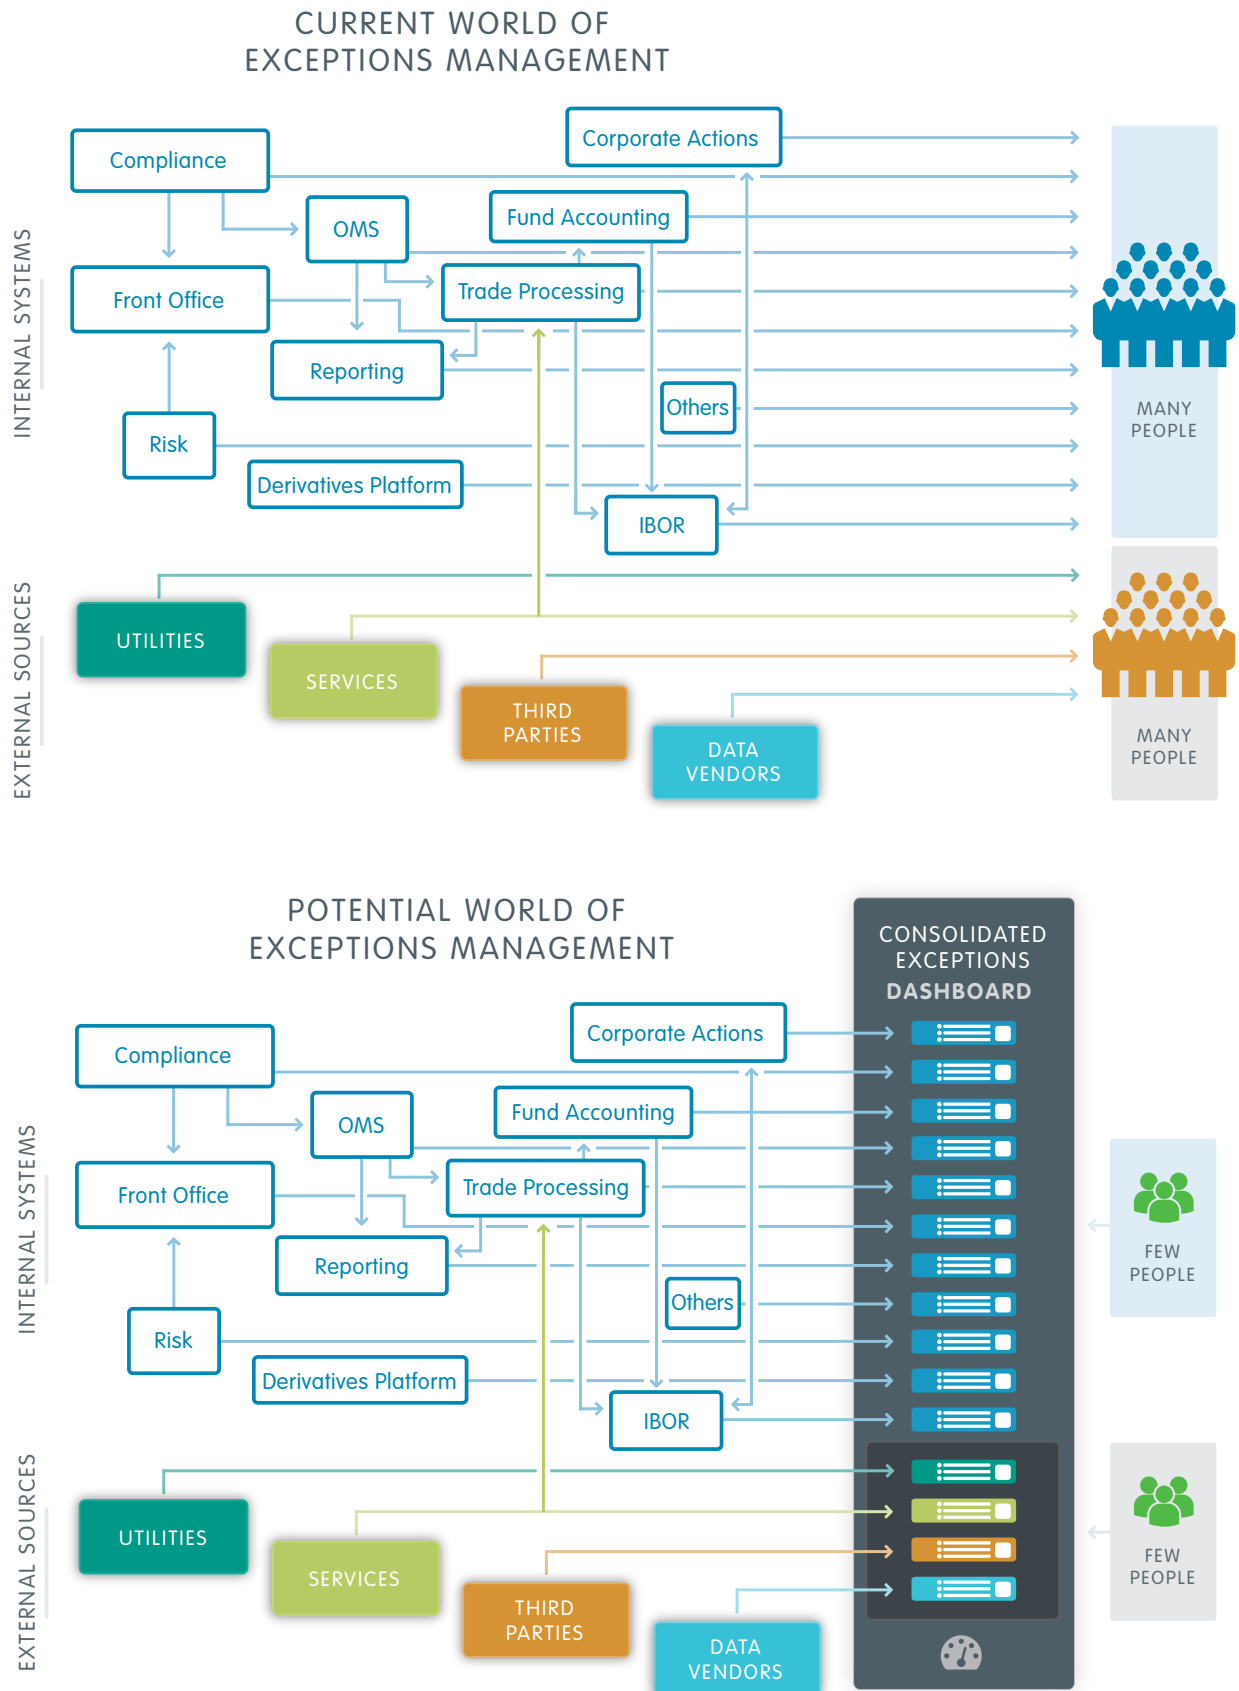 CURRENT WORLD OF
EXCEPTIONS MANAGEMENT
INTERNAL SYSTEMS
Corporate Actions
Compliance
Fund Accounting
OMS
Trade Processing
Front Office
Reporting
Others
Risk
Derivatives Platform
IBOR
MANY
PEOPLE
EXTERNAL SOURCES
UTILITIES
SERVICES
THIRD
PARTIES
DATA
VENDORS
MANY
PEOPLE
POTENTIAL WORLD OF
EXCEPTIONS MANAGEMENT
CONSOLIDATED
EXCEPTIONS
DASHBOARD
INTERNAL SYSTEMS
Corporate Actions
Compliance
Fund Accounting
OMS
Trade Processing
Front Office
Reporting
Others
Risk
Derivatives Platform
IBOR
FEW
PEOPLE
EXTERNAL SOURCES
UTILITIES
SERVICES
THIRD
PARTIES
DATA
VENDORS
FEW
PEOPLE